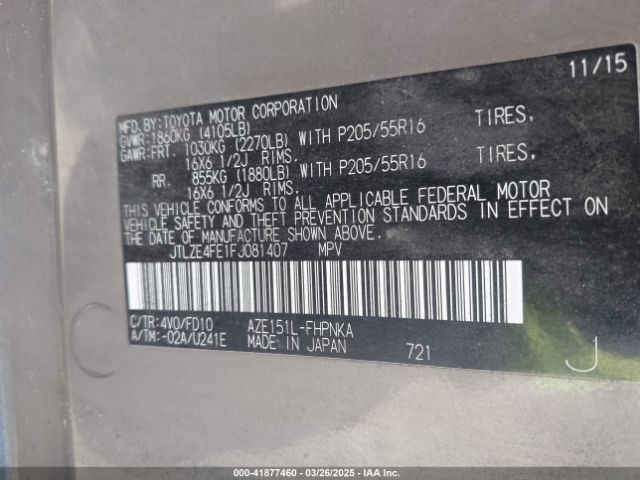 11/15
MFD.BY:TOYOTA MOTOR CORPORATION
GVWR:1860KG (4105LB)
GAWR:FRT. 1030KG (2270LB) WITH P205/55R16 TIRES,
16X6 1/2J RIMS.
RR. 855KG (1880LB) WITH P205/55R16 TIRES,
16X6 1/2J RIMS.
THIS VEHICLE CONFORMS TO ALL APPLICABLE FEDERAL MOTOR
VEHICLE SAFETY AND THEFT PREVENTION STANDARDS IN EFFECT ON
THE DATE OF MANUFACTURE SHOWN ABOVE.
JTLZE4FE1FJ081407 MPV
C/TR:4V0/FD10 AZE151L-FHPNKA
A/TM:-02A/U241E MADE IN JAPAN 721
J
000-41877460 | 03/26/2025 | IAA Inc.